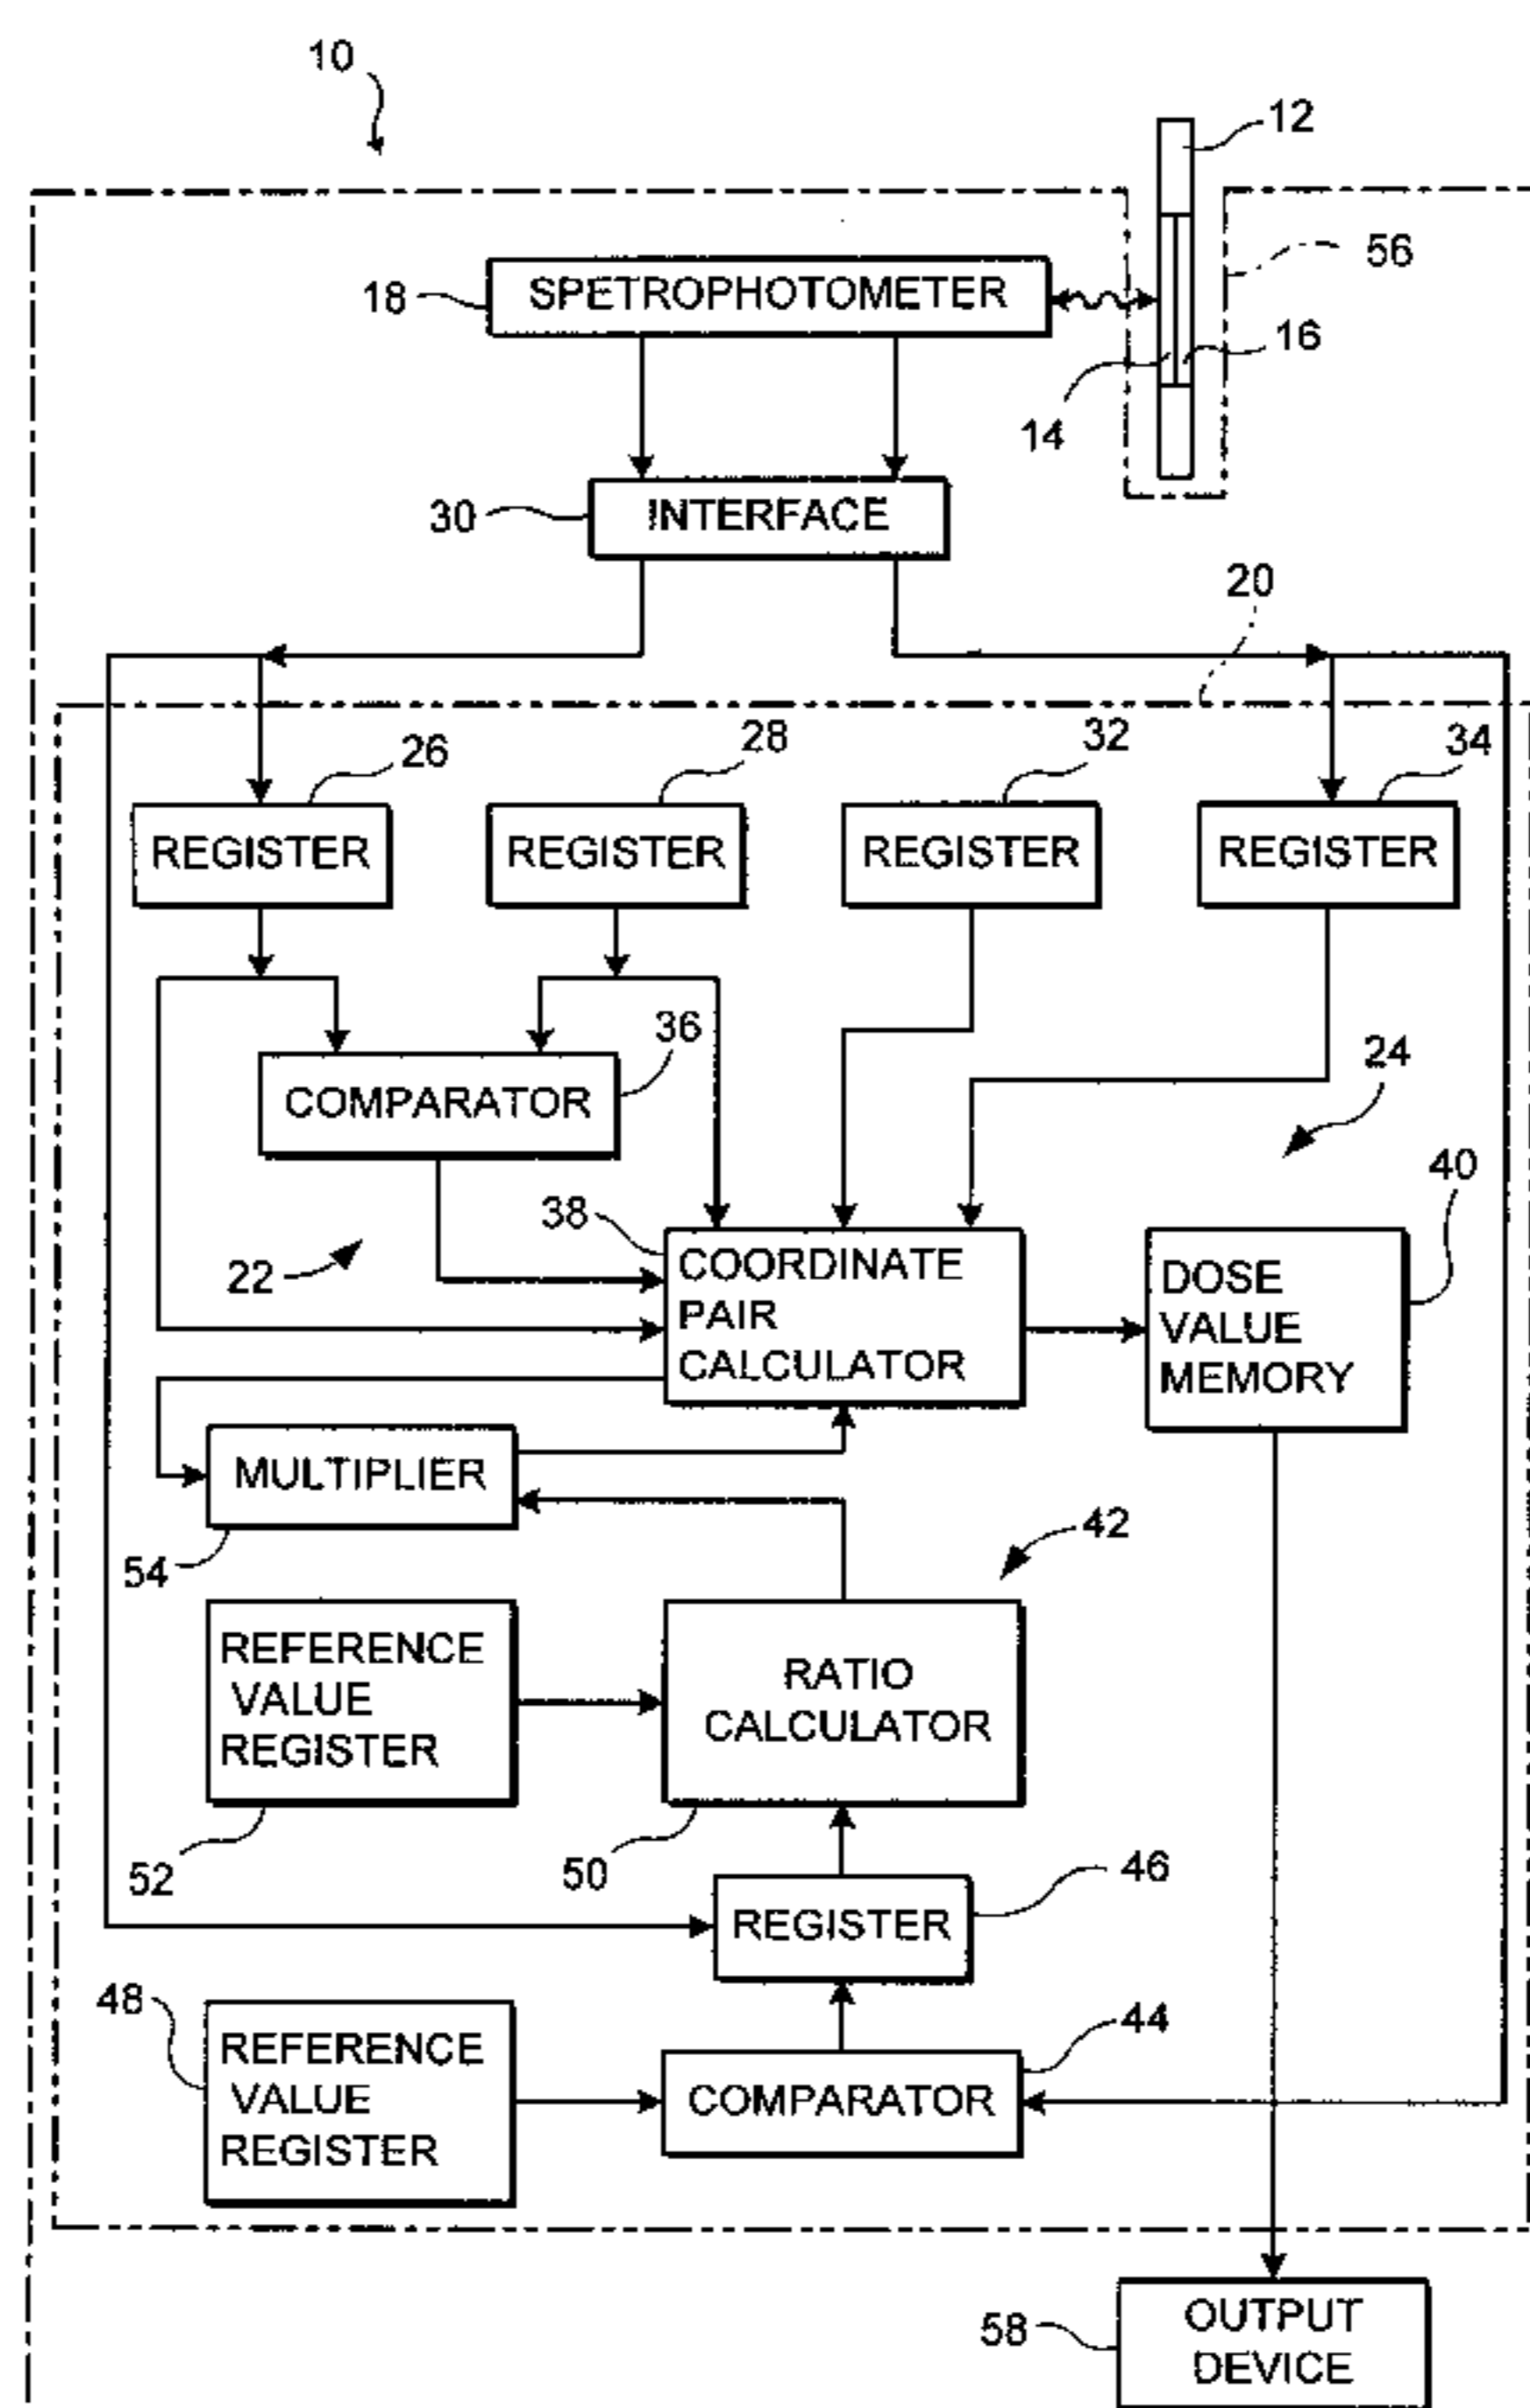 10
12
56
SPETROPHOTOMETER
18
16
14
30
INTERFACE
20
26
28
32
34
REGISTER
REGISTER
REGISTER
REGISTER
36
COMPARATOR
24
40
38
22
COORDINATE
PAIR
CALCULATOR
DOSE
VALUE
MEMORY
MULTIPLIER
54
42
REFERENCE
VALUE
REGISTER
RATIO
CALCULATOR
52
50
46
REGISTER
48
REFERENCE
VALUE
REGISTER
44
COMPARATOR
58
OUTPUT
DEVICE